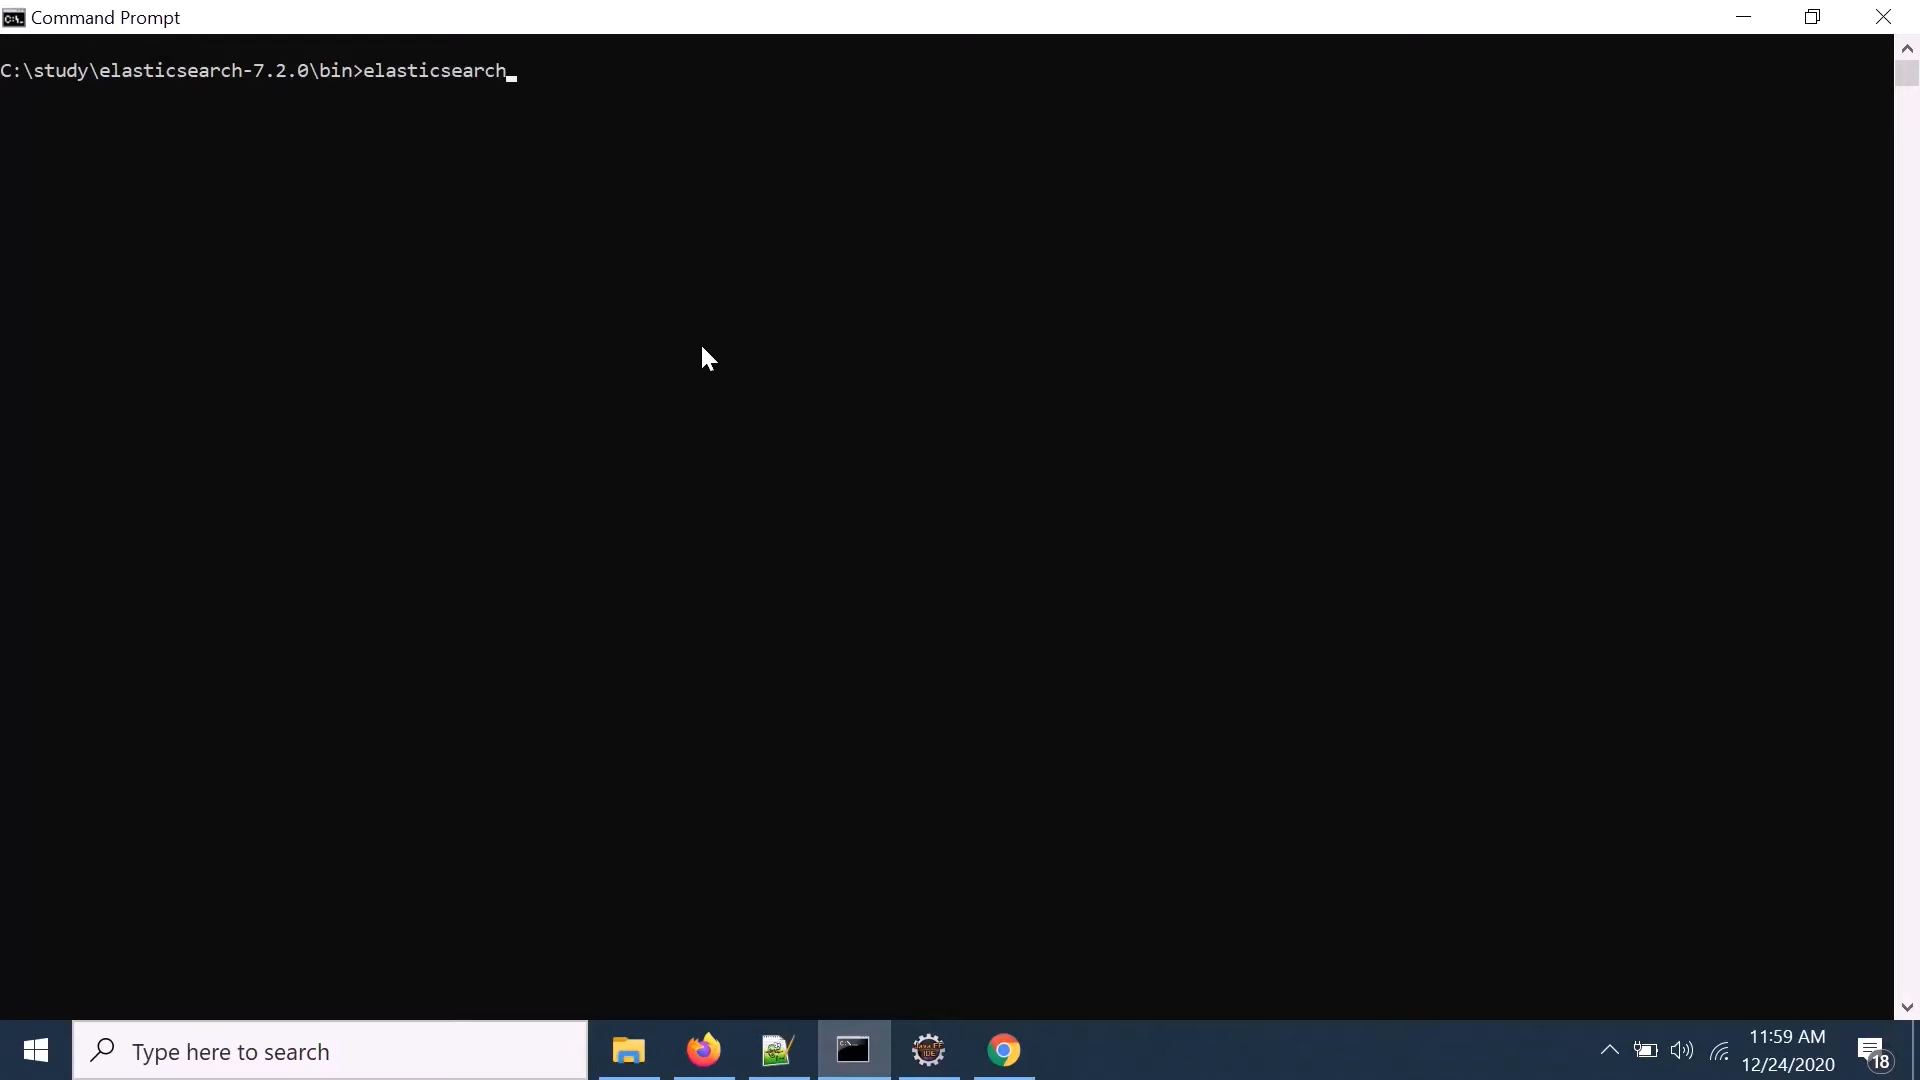 Command Prompt
C:\study\elasticsearch-7.2.0\bin>elasticsearch
Type here to search
11:59 AM
12/24/2020
18